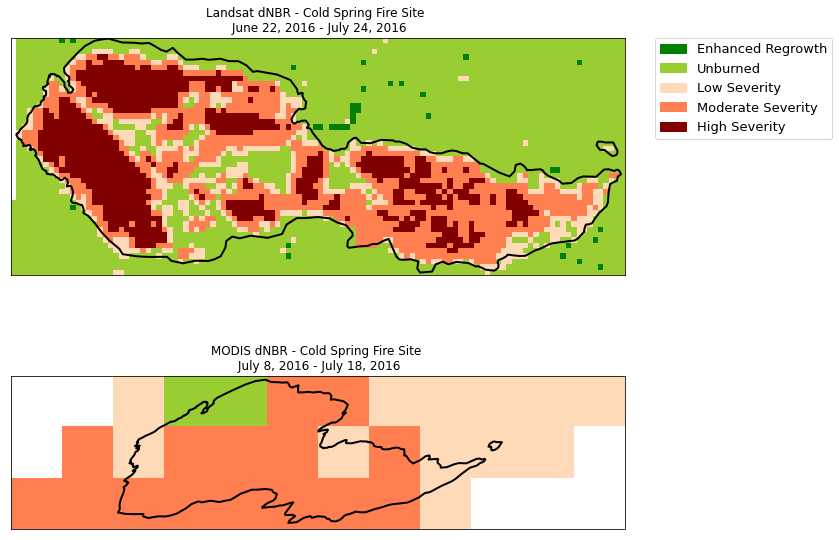 Landsat dNBR - Cold Spring Fire Site
June 22, 2016 - July 24, 2016
Enhanced Regrowth
Unburned
Low Severity
Moderate Severity
High Severity
MODIS dNBR - Cold Spring Fire Site
July 8, 2016 - July 18, 2016